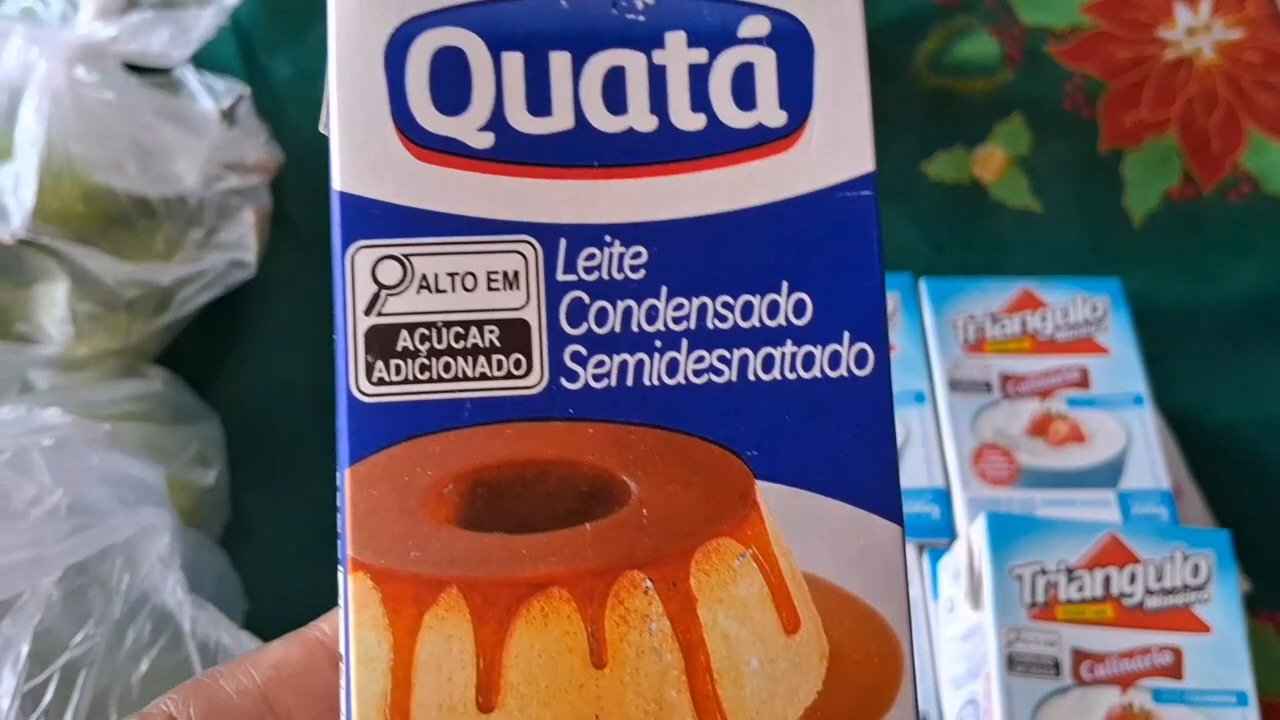 Quatá
ALTO EM
AÇÚCAR
ADICIONADO
Leite
Condensado
Semidesnatado
Triangulo
Culinário
Triangulo
Mineiro
Culinário